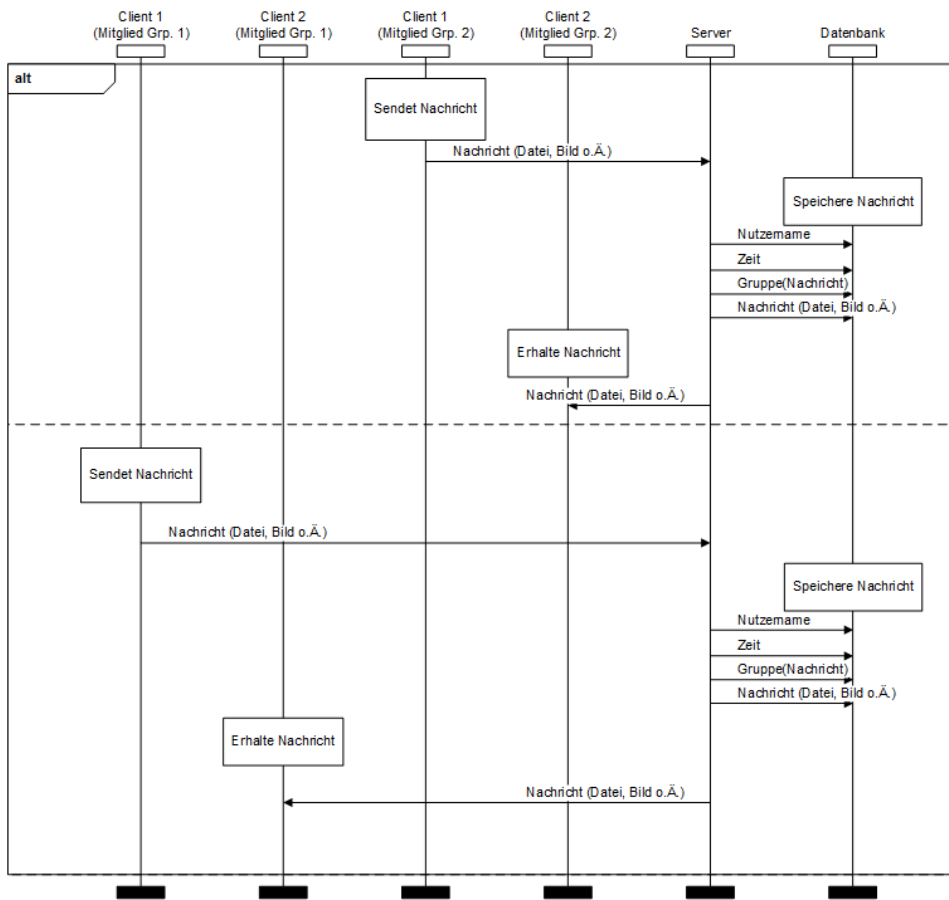 Client 1
(Mitglied Grp. 1)
Client 2
(Mitglied Grp. 1)
Client 1
(Mitglied Grp. 2)
Client 2
(Mitglied Grp. 2)
Server
Datenbank
alt
Sendet Nachricht
Nachricht (Datei, Bild o.Ä.)
Speichere Nachricht
Nutzername
Zeit
Gruppe(Nachricht)
Nachricht (Datei, Bild o.Ä.)
Erhalte Nachricht
Nachricht (Datei, Bild o.Ä.)
Sendet Nachricht
Nachricht (Datei, Bild o.Ä.)
Speichere Nachricht
Nutzername
Zeit
Gruppe(Nachricht)
Nachricht (Datei, Bild o.Ä.)
Erhalte Nachricht
Nachricht (Datei, Bild o.Ä.)